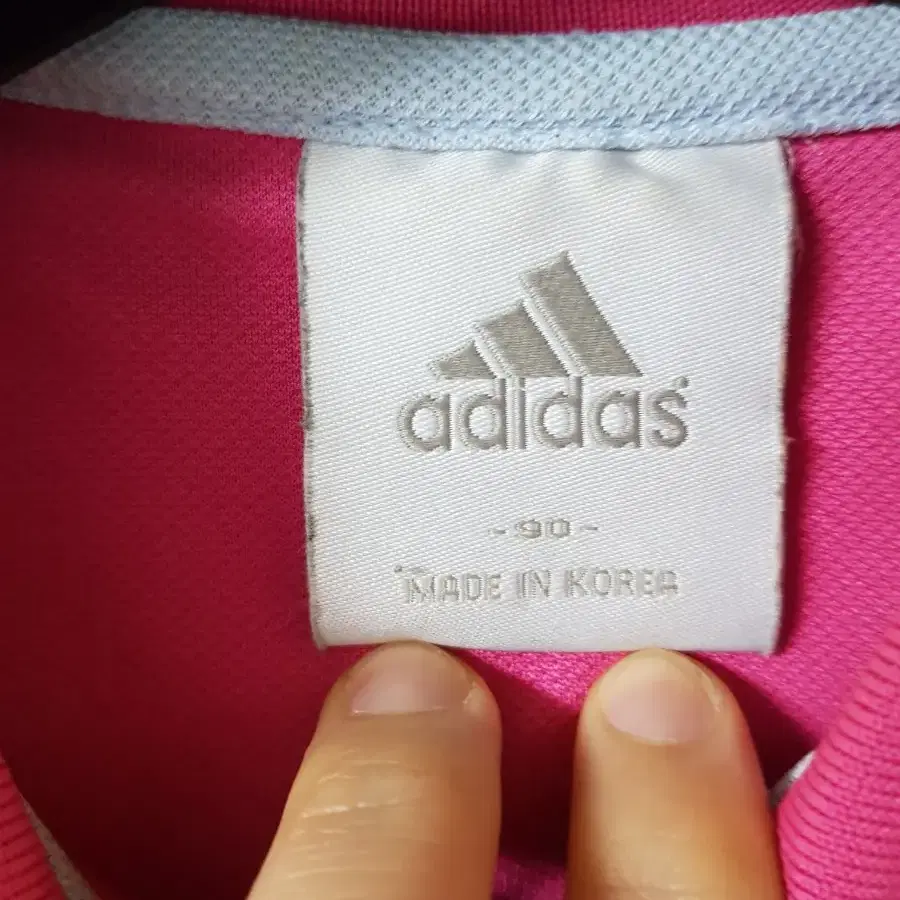 adidas
- 90 -
MADE IN KOREA